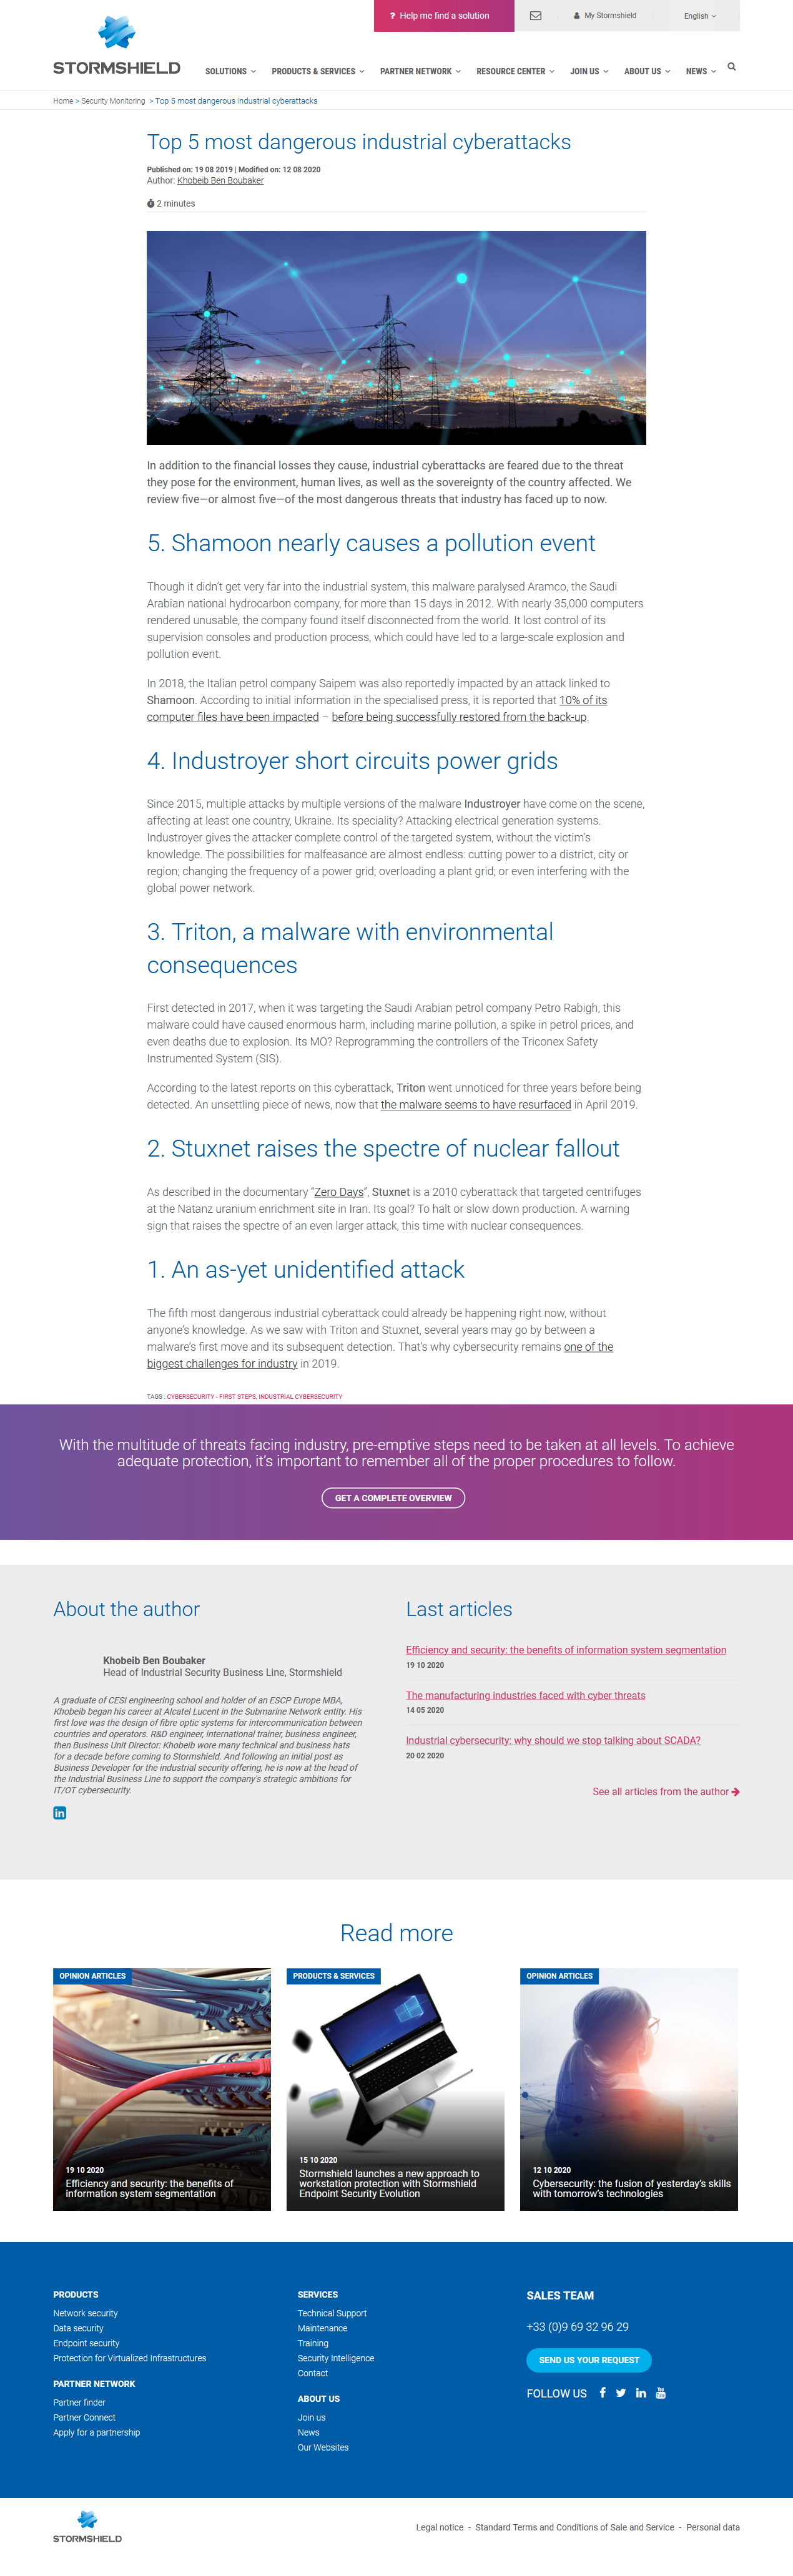 ? Help me find a solution
My Stormshield
English
STORMSHIELD
SOLUTIONS
PRODUCTS & SERVICES
PARTNER NETWORK
RESOURCE CENTER
JOIN US
ABOUT US
NEWS
Home > Security Monitoring > Top 5 most dangerous industrial cyberattacks
Top 5 most dangerous industrial cyberattacks
Published on: 19 08 2019 | Modified on: 12 08 2020
Author: Khobeib Ben Boubaker
2 minutes
In addition to the financial losses they cause, industrial cyberattacks are feared due to the threat
they pose for the environment, human lives, as well as the sovereignty of the country affected. We
review five—or almost five—of the most dangerous threats that industry has faced up to now.
5. Shamoon nearly causes a pollution event
Though it didn't get very far into the industrial system, this malware paralysed Aramco, the Saudi
Arabian national hydrocarbon company, for more than 15 days in 2012. With nearly 35,000 computers
rendered unusable, the company found itself disconnected from the world. It lost control of its
supervision consoles and production process, which could have led to a large-scale explosion and
pollution event.
In 2018, the Italian petrol company Saipem was also reportedly impacted by an attack linked to
Shamoon. According to initial information in the specialised press, it is reported that 10% of its
computer files have been impacted – before being successfully restored from the back-up.
4. Industroyer short circuits power grids
Since 2015, multiple attacks by multiple versions of the malware Industroyer have come on the scene,
affecting at least one country, Ukraine. Its speciality? Attacking electrical generation systems.
Industroyer gives the attacker complete control of the targeted system, without the victim's
knowledge. The possibilities for malfeasance are almost endless: cutting power to a district, city or
region; changing the frequency of a power grid; overloading a plant grid; or even interfering with the
global power network.
3. Triton, a malware with environmental
consequences
First detected in 2017, when it was targeting the Saudi Arabian petrol company Petro Rabigh, this
malware could have caused enormous harm, including marine pollution, a spike in petrol prices, and
even deaths due to explosion. Its MO? Reprogramming the controllers of the Triconex Safety
Instrumented System (SIS).
According to the latest reports on this cyberattack, Triton went unnoticed for three years before being
detected. An unsettling piece of news, now that the malware seems to have resurfaced in April 2019.
2. Stuxnet raises the spectre of nuclear fallout
As described in the documentary "Zero Days", Stuxnet is a 2010 cyberattack that targeted centrifuges
at the Natanz uranium enrichment site in Iran. Its goal? To halt or slow down production. A warning
sign that raises the spectre of an even larger attack, this time with nuclear consequences.
1. An as-yet unidentified attack
The fifth most dangerous industrial cyberattack could already be happening right now, without
anyone's knowledge. As we saw with Triton and Stuxnet, several years may go by between a
malware's first move and its subsequent detection. That's why cybersecurity remains one of the
biggest challenges for industry in 2019.
TAGS : CYBERSECURITY - FIRST STEPS, INDUSTRIAL CYBERSECURITY
With the multitude of threats facing industry, pre-emptive steps need to be taken at all levels. To achieve
adequate protection, it's important to remember all of the proper procedures to follow.
GET A COMPLETE OVERVIEW
About the author
Khobeib Ben Boubaker
Head of Industrial Security Business Line, Stormshield
A graduate of CESI engineering school and holder of an ESCP Europe MBA,
Khobeib began his career at Alcatel Lucent in the Submarine Network entity. His
first love was the design of fibre optic systems for intercommunication between
countries and operators. R&D engineer, international trainer, business engineer,
then Business Unit Director: Khobeib wore many technical and business hats
for a decade before coming to Stormshield. And following an initial post as
Business Developer for the industrial security offering, he is now at the head of
the Industrial Business Line to support the company's strategic ambitions for
IT/OT cybersecurity.
in
Last articles
Efficiency and security: the benefits of information system segmentation
19 10 2020
The manufacturing industries faced with cyber threats
14 05 2020
Industrial cybersecurity: why should we stop talking about SCADA?
20 02 2020
See all articles from the author
Read more
OPINION ARTICLES
19 10 2020
Efficiency and security: the benefits of
information system segmentation
PRODUCTS & SERVICES
15 10 2020
Stormshield launches a new approach to
workstation protection with Stormshield
Endpoint Security Evolution
OPINION ARTICLES
12 10 2020
Cybersecurity: the fusion of yesterday's skills
with tomorrow's technologies
PRODUCTS
Network security
Data security
Endpoint security
Protection for Virtualized Infrastructures
PARTNER NETWORK
Partner finder
Partner Connect
Apply for a partnership
SERVICES
Technical Support
Maintenance
Training
Security Intelligence
Contact
ABOUT US
Join us
News
Our Websites
SALES TEAM
+33 (0)9 69 32 96 29
SEND US YOUR REQUEST
FOLLOW US
STORMSHIELD
Legal notice - Standard Terms and Conditions of Sale and Service - Personal data